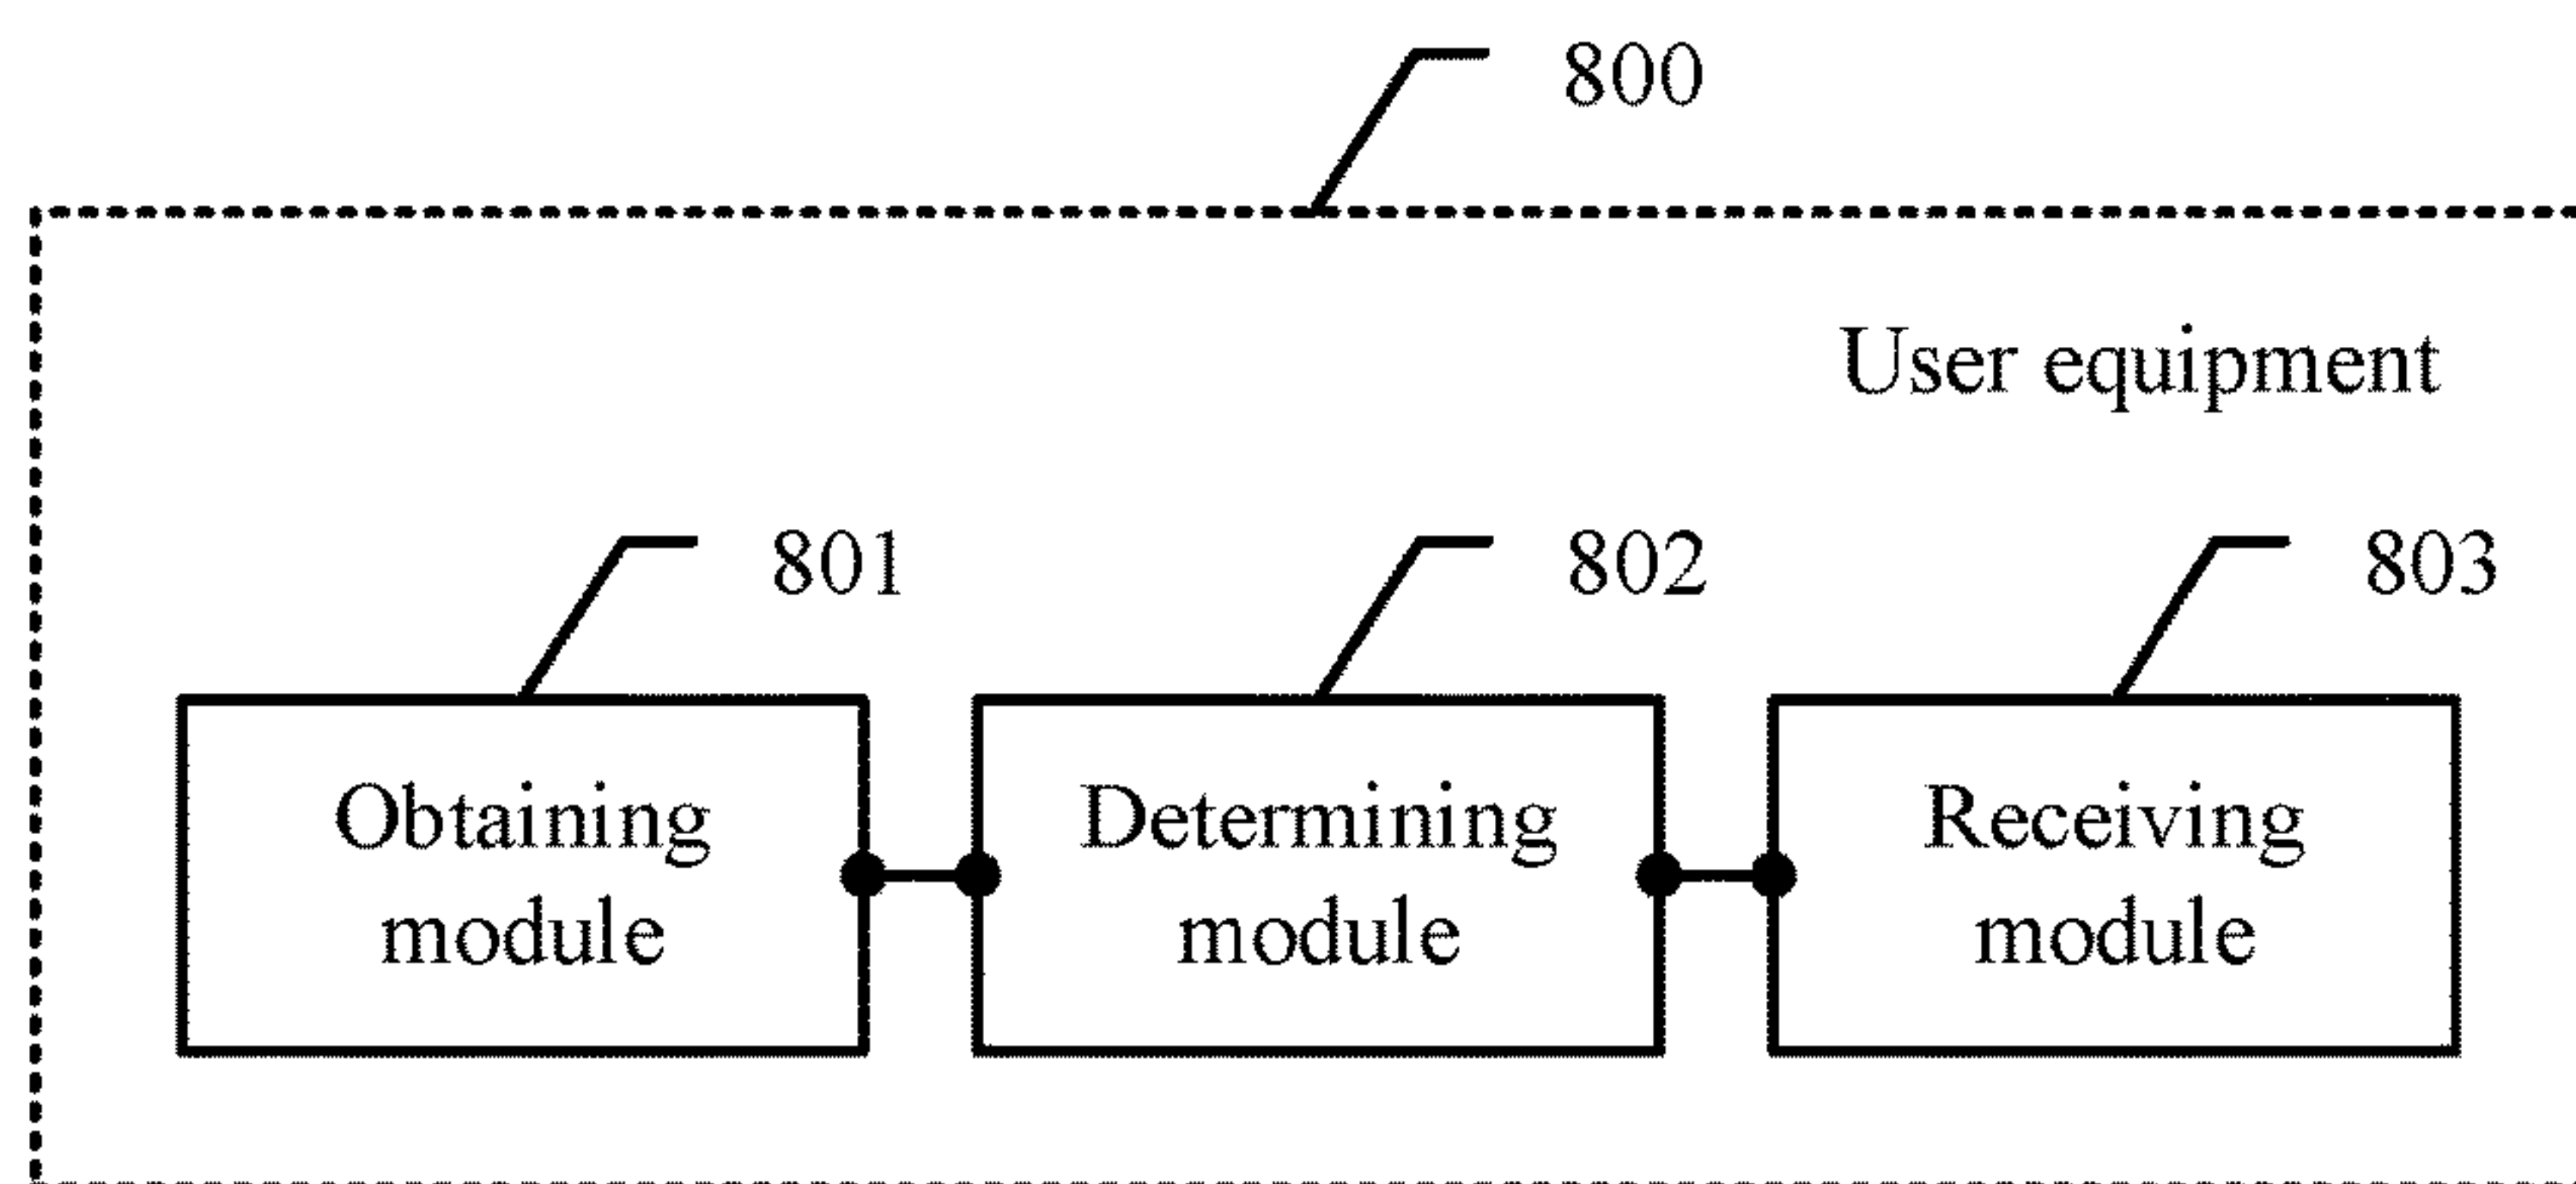 800
User equipment
801
802
803
Obtaining
module
Determining
module
Receiving
module